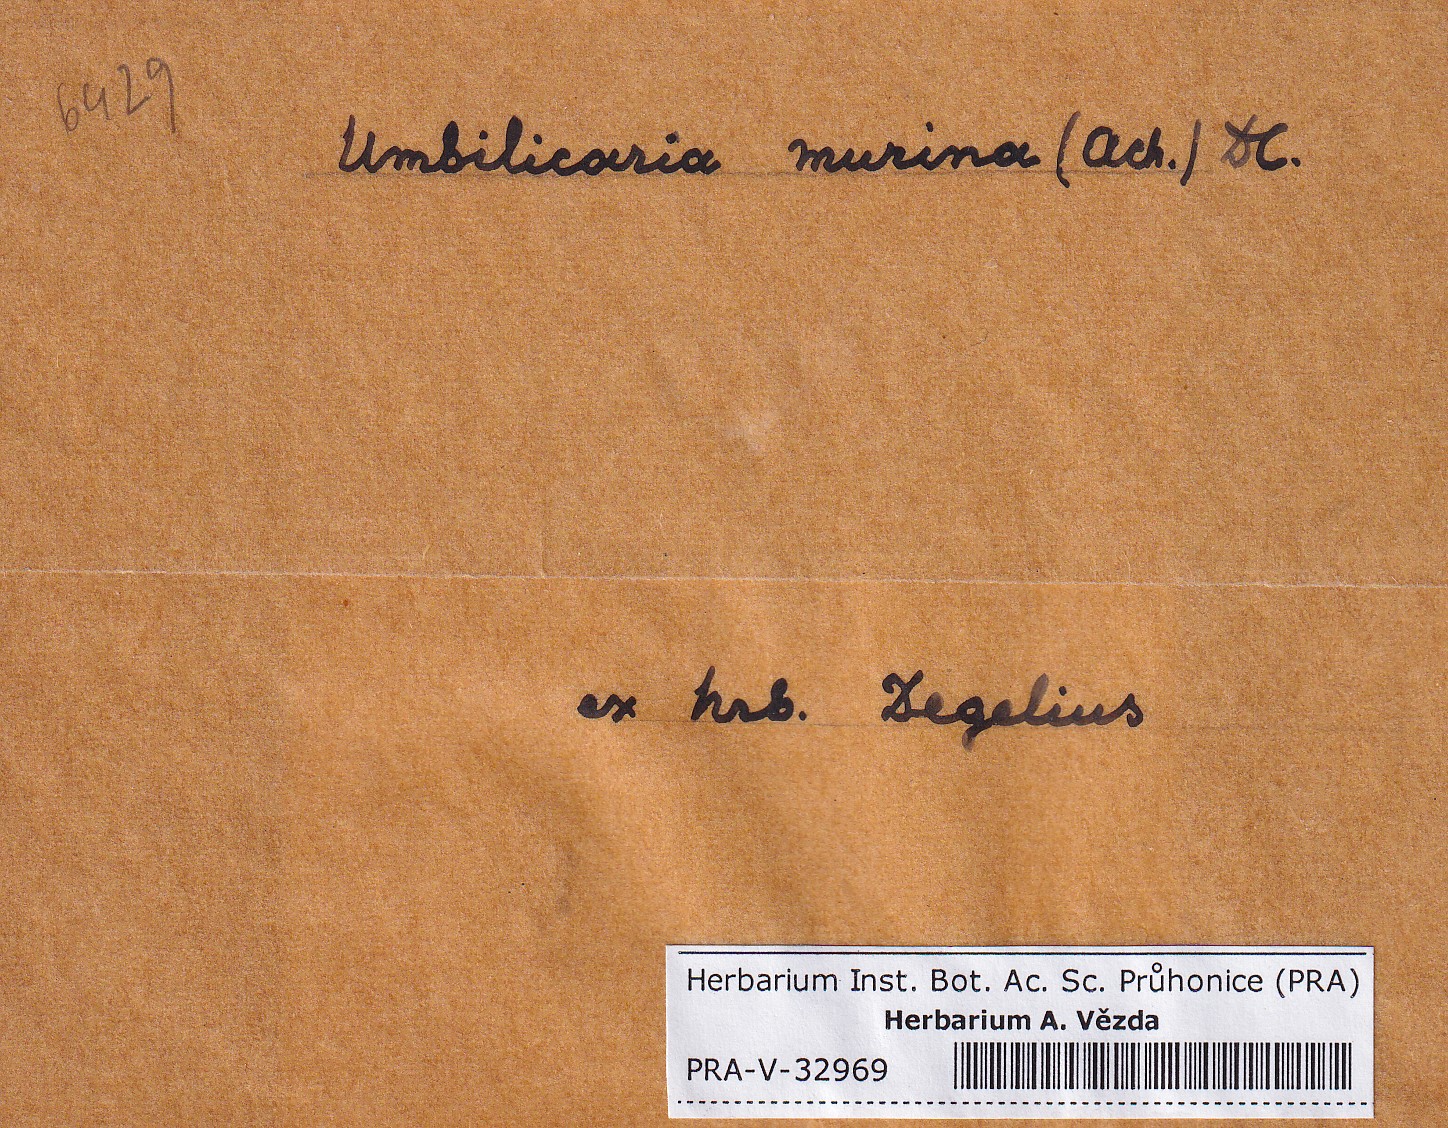 6429
Umbilicaria murina (Ach.) DC.
ex hrb. Degelius
Herbarium Inst. Bot. Ac. Sc. Průhonice (PRA)
Herbarium A. Vězda
PRA-V-32969